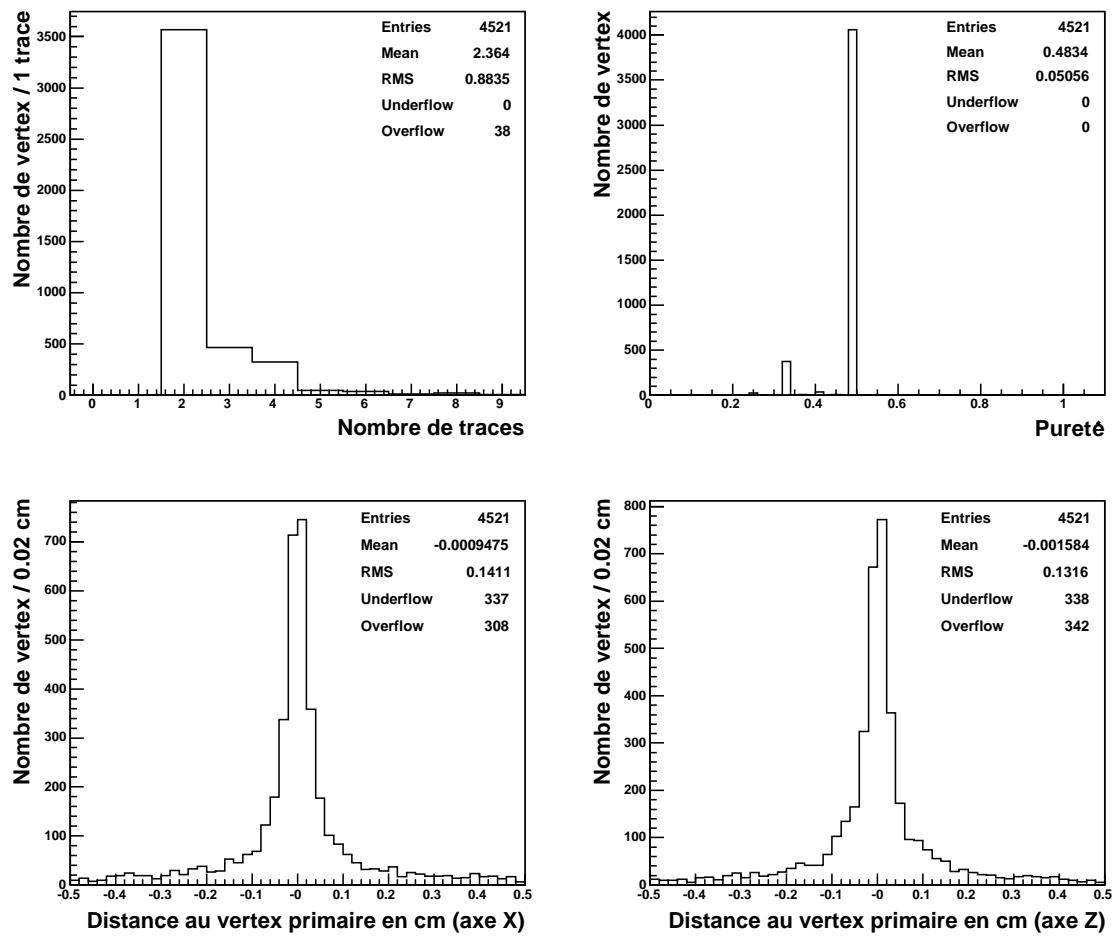 Nombre de vertex / 1 trace
Entries 4521
Mean 2.364
RMS 0.8835
Underflow 0
Overflow 38
3500
3000
2500
2000
1500
1000
500
0
0 1 2 3 4 5 6 7 8 9
Nombre de traces
Nombre de vertex
Entries 4521
Mean 0.4834
RMS 0.05056
Underflow 0
Overflow 0
4000
3500
3000
2500
2000
1500
1000
500
0
0 0.2 0.4 0.6 0.8 1
Pureté
Nombre de vertex / 0.02 cm
Entries 4521
Mean -0.0009475
RMS 0.1411
Underflow 337
Overflow 308
700
600
500
400
300
200
100
0
-0.5 -0.4 -0.3 -0.2 -0.1 -0 0.1 0.2 0.3 0.4 0.5
Distance au vertex primaire en cm (axe X)
Nombre de vertex / 0.02 cm
Entries 4521
Mean -0.001584
RMS 0.1316
Underflow 338
Overflow 342
800
700
600
500
400
300
200
100
0
-0.5 -0.4 -0.3 -0.2 -0.1 -0 0.1 0.2 0.3 0.4 0.5
Distance au vertex primaire en cm (axe Z)